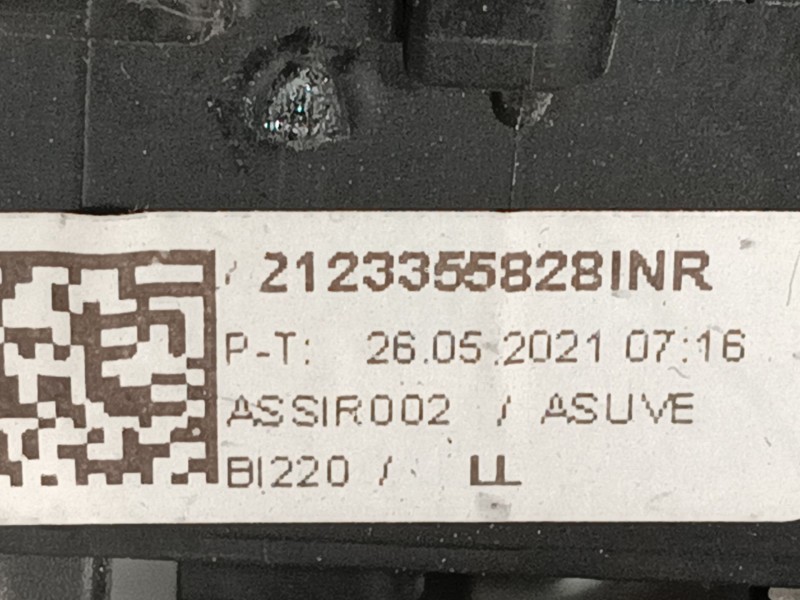 / 2123355828INR
P-T: 26.05.2021 07:16
ASSIR002 / ASUVE
BI220 / LL